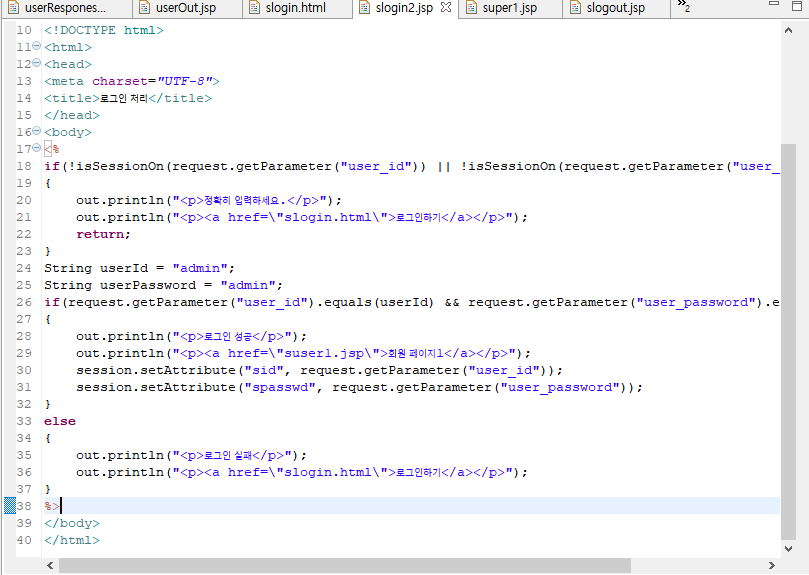 userRespones...
userOut.jsp
slogin.html
slogin2.jsp
super1.jsp
slogout.jsp
»2
10 <!DOCTYPE html>
11 <html>
12 <head>
13 <meta charset="UTF-8">
14 <title>로그인 처리</title>
15 </head>
16 <body>
17 <%
18 if(!isSessionOn(request.getParameter("user_id")) || !isSessionOn(request.getParameter("user_
19 {
20 out.println("<p>정확히 입력하세요.</p>");
21 out.println("<p><a href=\"slogin.html\">로그인하기</a></p>");
22 return;
23 }
24 String userId = "admin";
25 String userPassword = "admin";
26 if(request.getParameter("user_id").equals(userId) && request.getParameter("user_password").e
27 {
28 out.println("<p>로그인 성공</p>");
29 out.println("<p><a href=\"suser1.jsp\">회원 페이지1</a></p>");
30 session.setAttribute("sid", request.getParameter("user_id"));
31 session.setAttribute("spasswd", request.getParameter("user_password"));
32 }
33 else
34 {
35 out.println("<p>로그인 실패</p>");
36 out.println("<p><a href=\"slogin.html\">로그인하기</a></p>");
37 }
38 %>
39 </body>
40 </html>